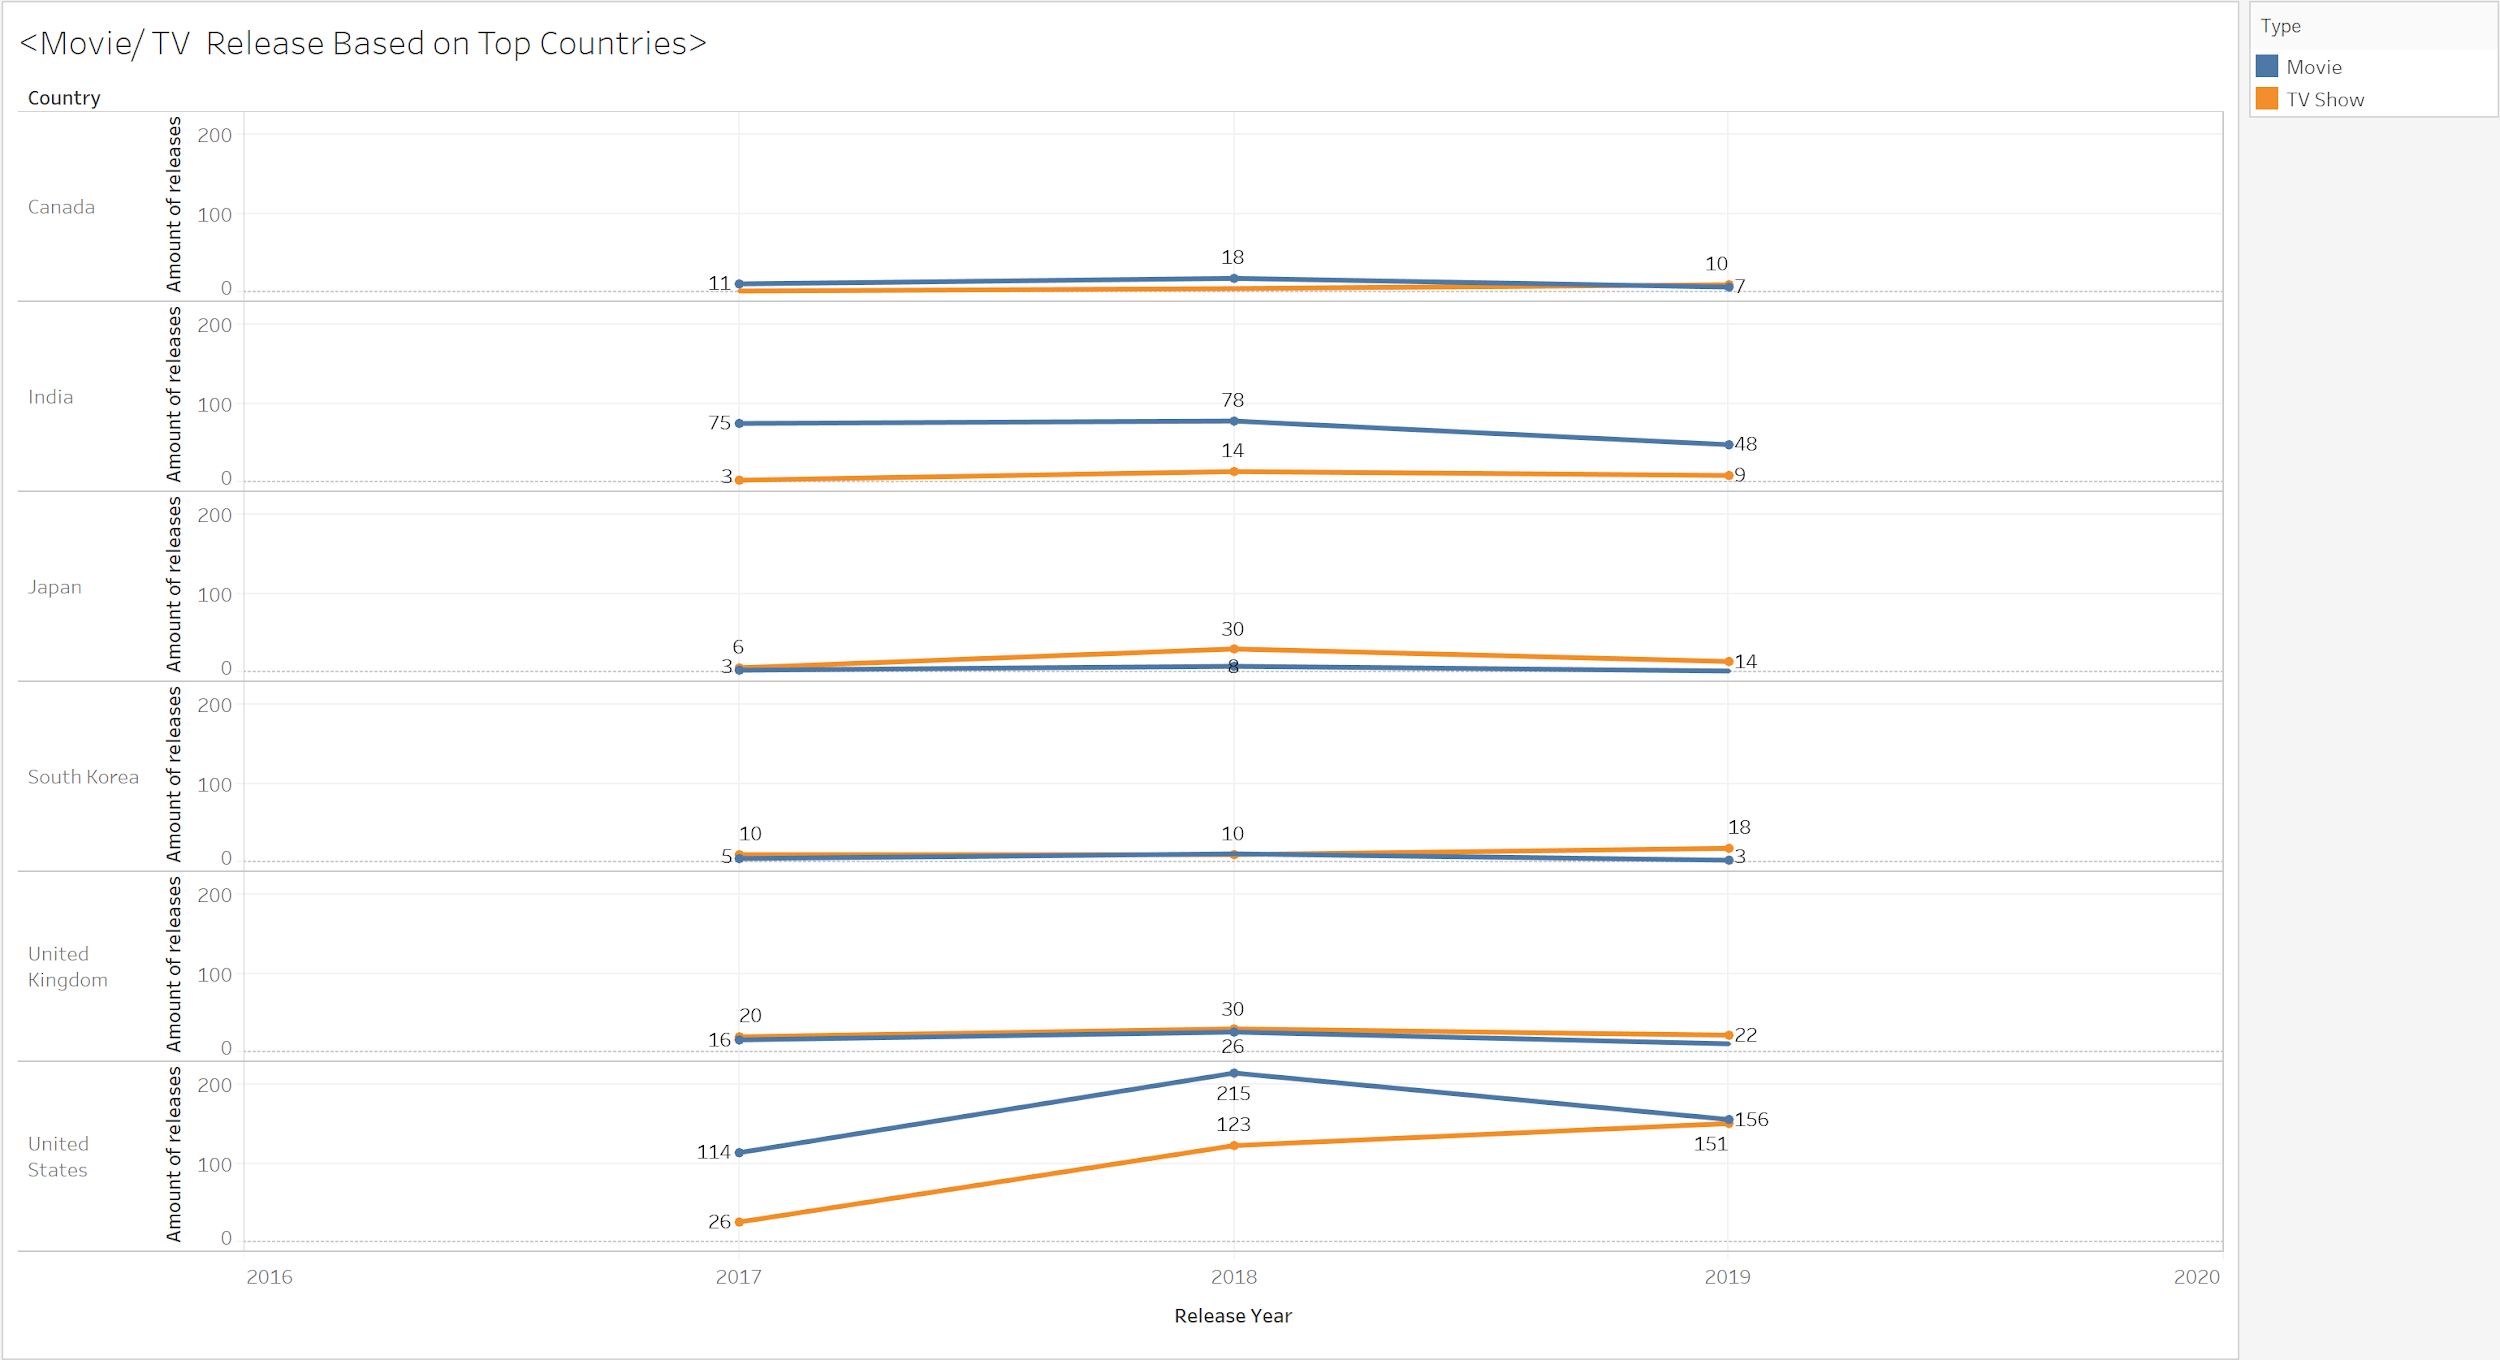 <Movie/ TV  Release Based on Top Countries>
Type
Movie
TV Show
Country
Canada
Amount of releases
200
100
0
11
18
10
7
India
Amount of releases
200
100
0
75
78
48
3
14
9
Japan
Amount of releases
200
100
0
6
30
14
3
8
South Korea
Amount of releases
200
100
0
10
10
18
5
3
United
Kingdom
Amount of releases
200
100
0
20
30
22
16
26
United
States
Amount of releases
200
100
0
114
215
156
26
123
151
2016
2017
2018
2019
2020
Release Year